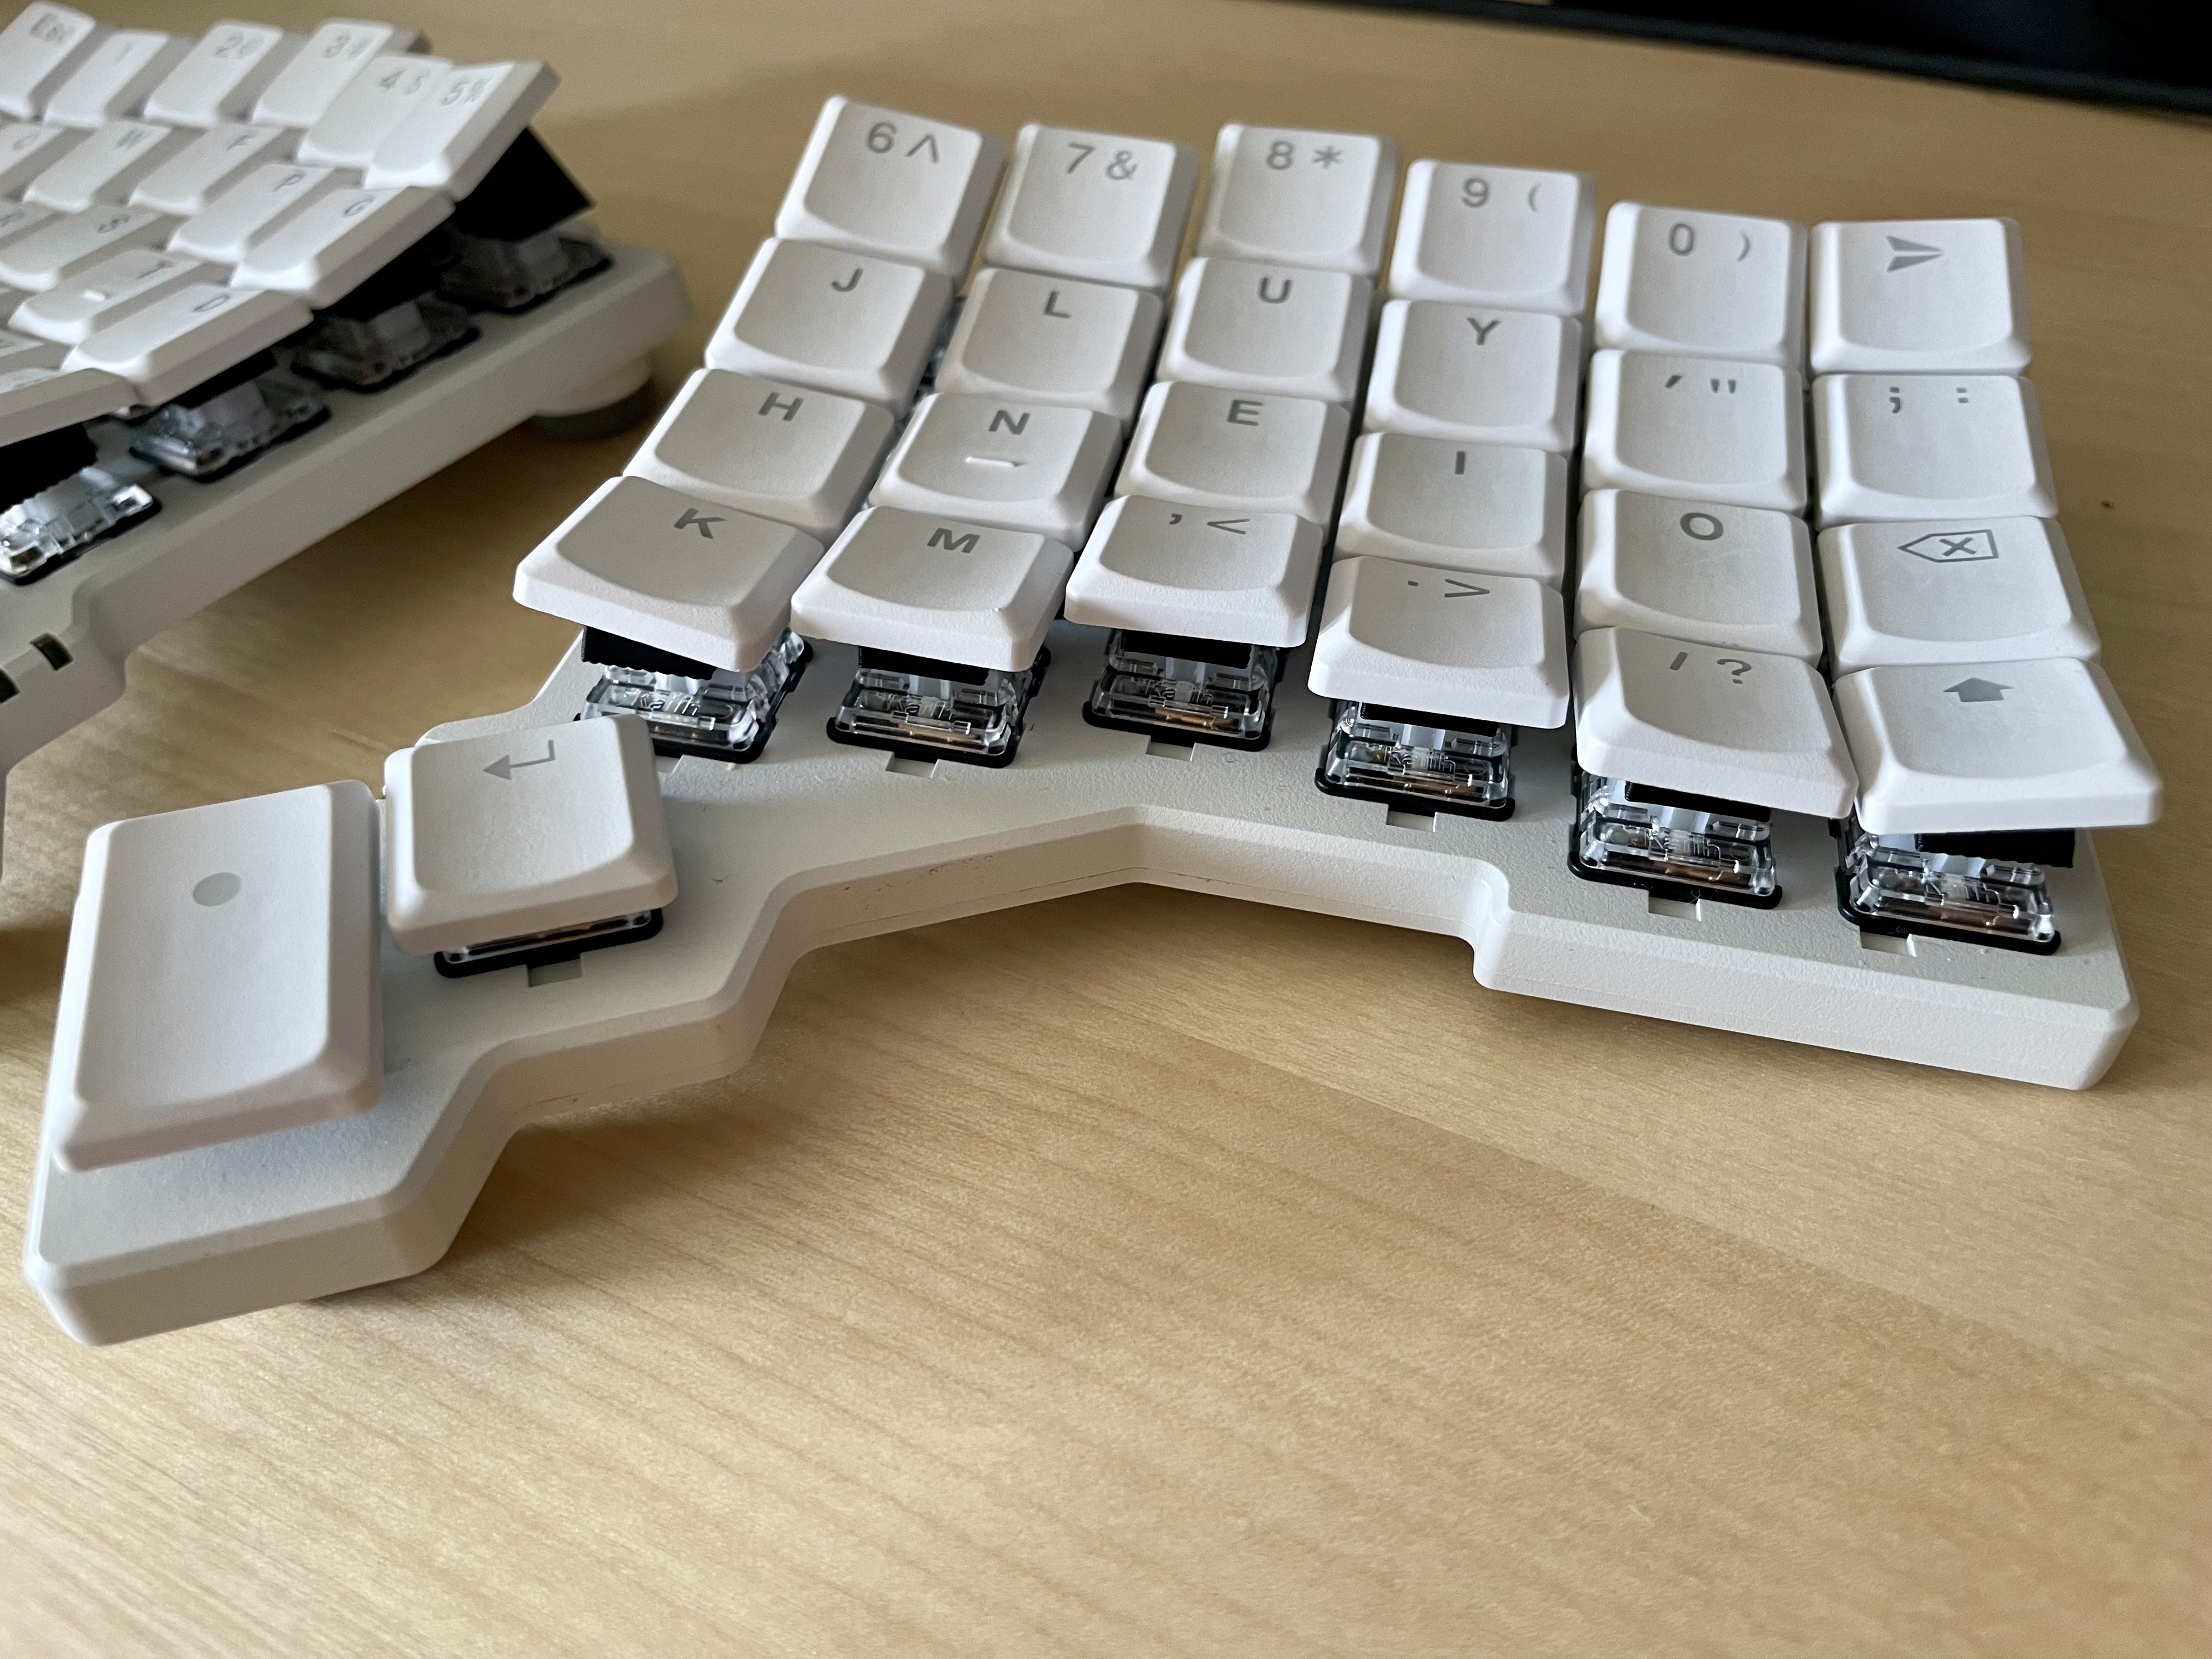 Esc 2@ 3#
4$ 5%
W F P G
S T D
6^ 7& 8* 9( 0)
J L U Y '" ;:
H N E I O
K M ,< .> /?
Kailh Kailh Kailh Kailh Kailh Kailh